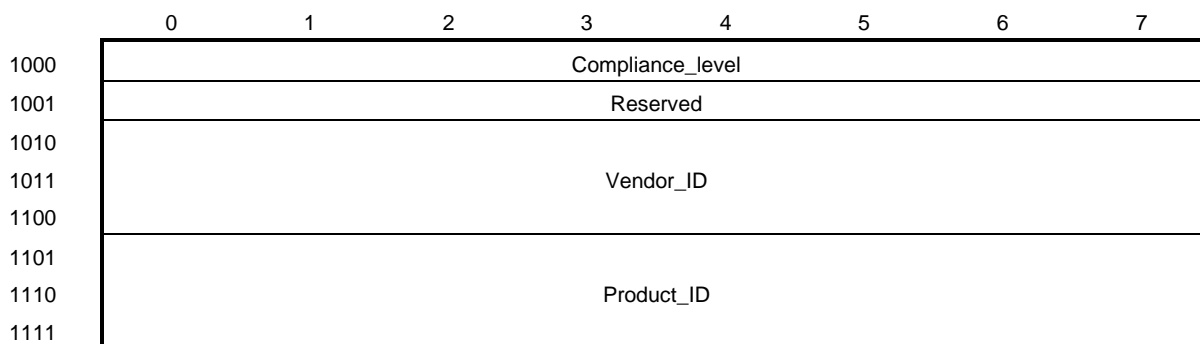 0 1 2 3 4 5 6 7
1000 Compliance_level
1001 Reserved
1010
1011 Vendor_ID
1100
1101
1110 Product_ID
1111